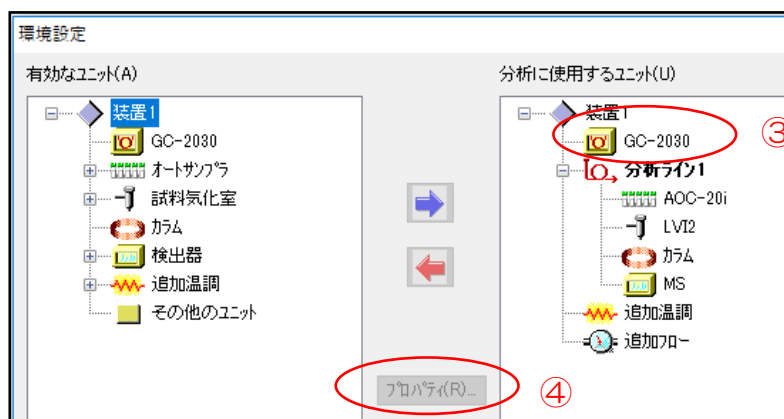 環境設定
有効なユニット(A)
装置1
GC-2030
オートサンプラ
試料気化室
カラム
検出器
追加温調
その他のユニット
プロパティ(R)...
④
分析に使用するユニット(U)
装置1
GC-2030
③
分析ライン1
AOC-20i
LVI2
カラム
MS
追加温調
追加フロー